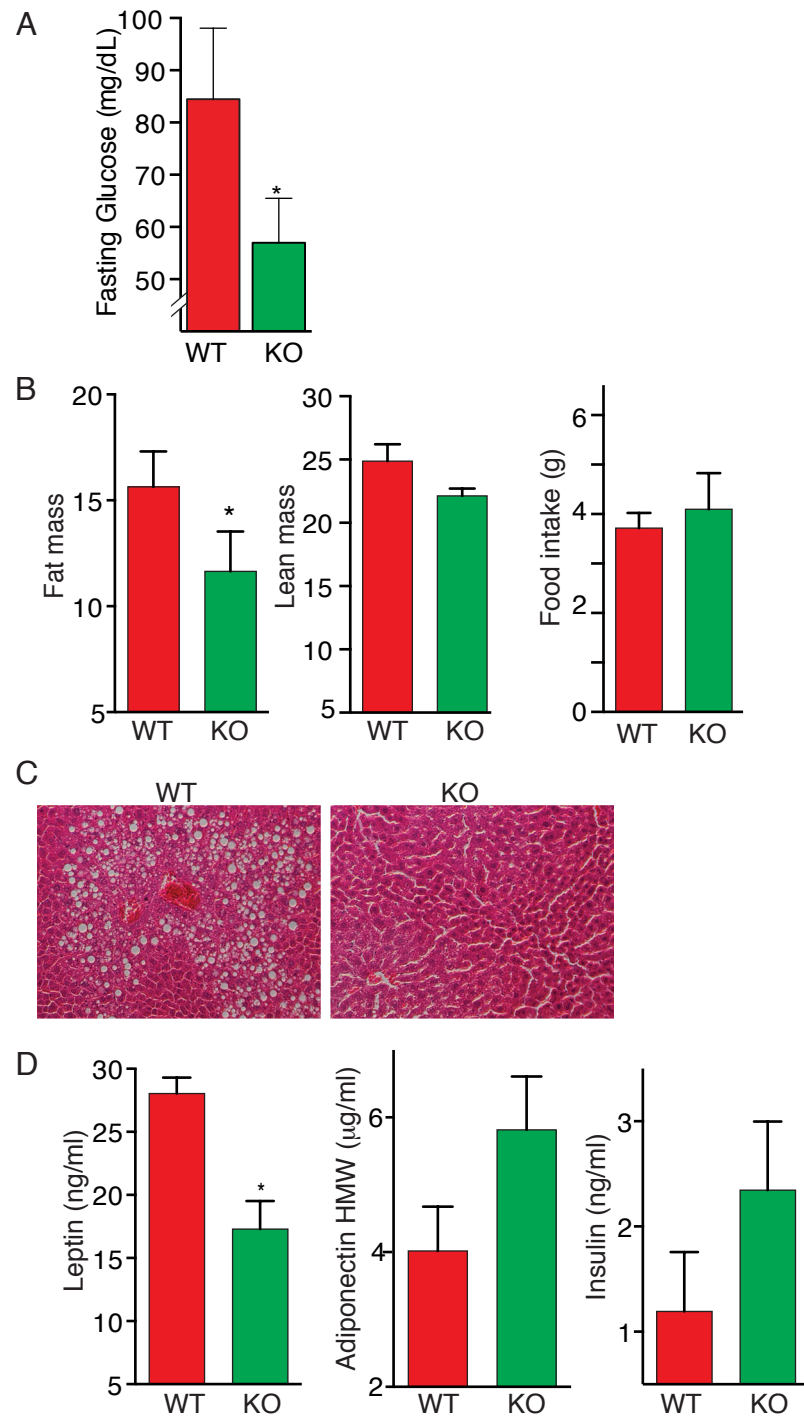 A
Fasting Glucose (mg/dL)
100
90
80
70
60
50
*
WT KO
B
Fat mass
20
15
10
5
*
WT KO
Lean mass
30
25
20
15
10
5
WT KO
Food intake (g)
6
4
2
0
WT KO
C
WT KO
D
Leptin (ng/ml)
30
25
20
15
10
5
*
WT KO
Adiponectin HMW (µg/ml)
6
4
2
WT KO
Insulin (ng/ml)
3
2
1
WT KO